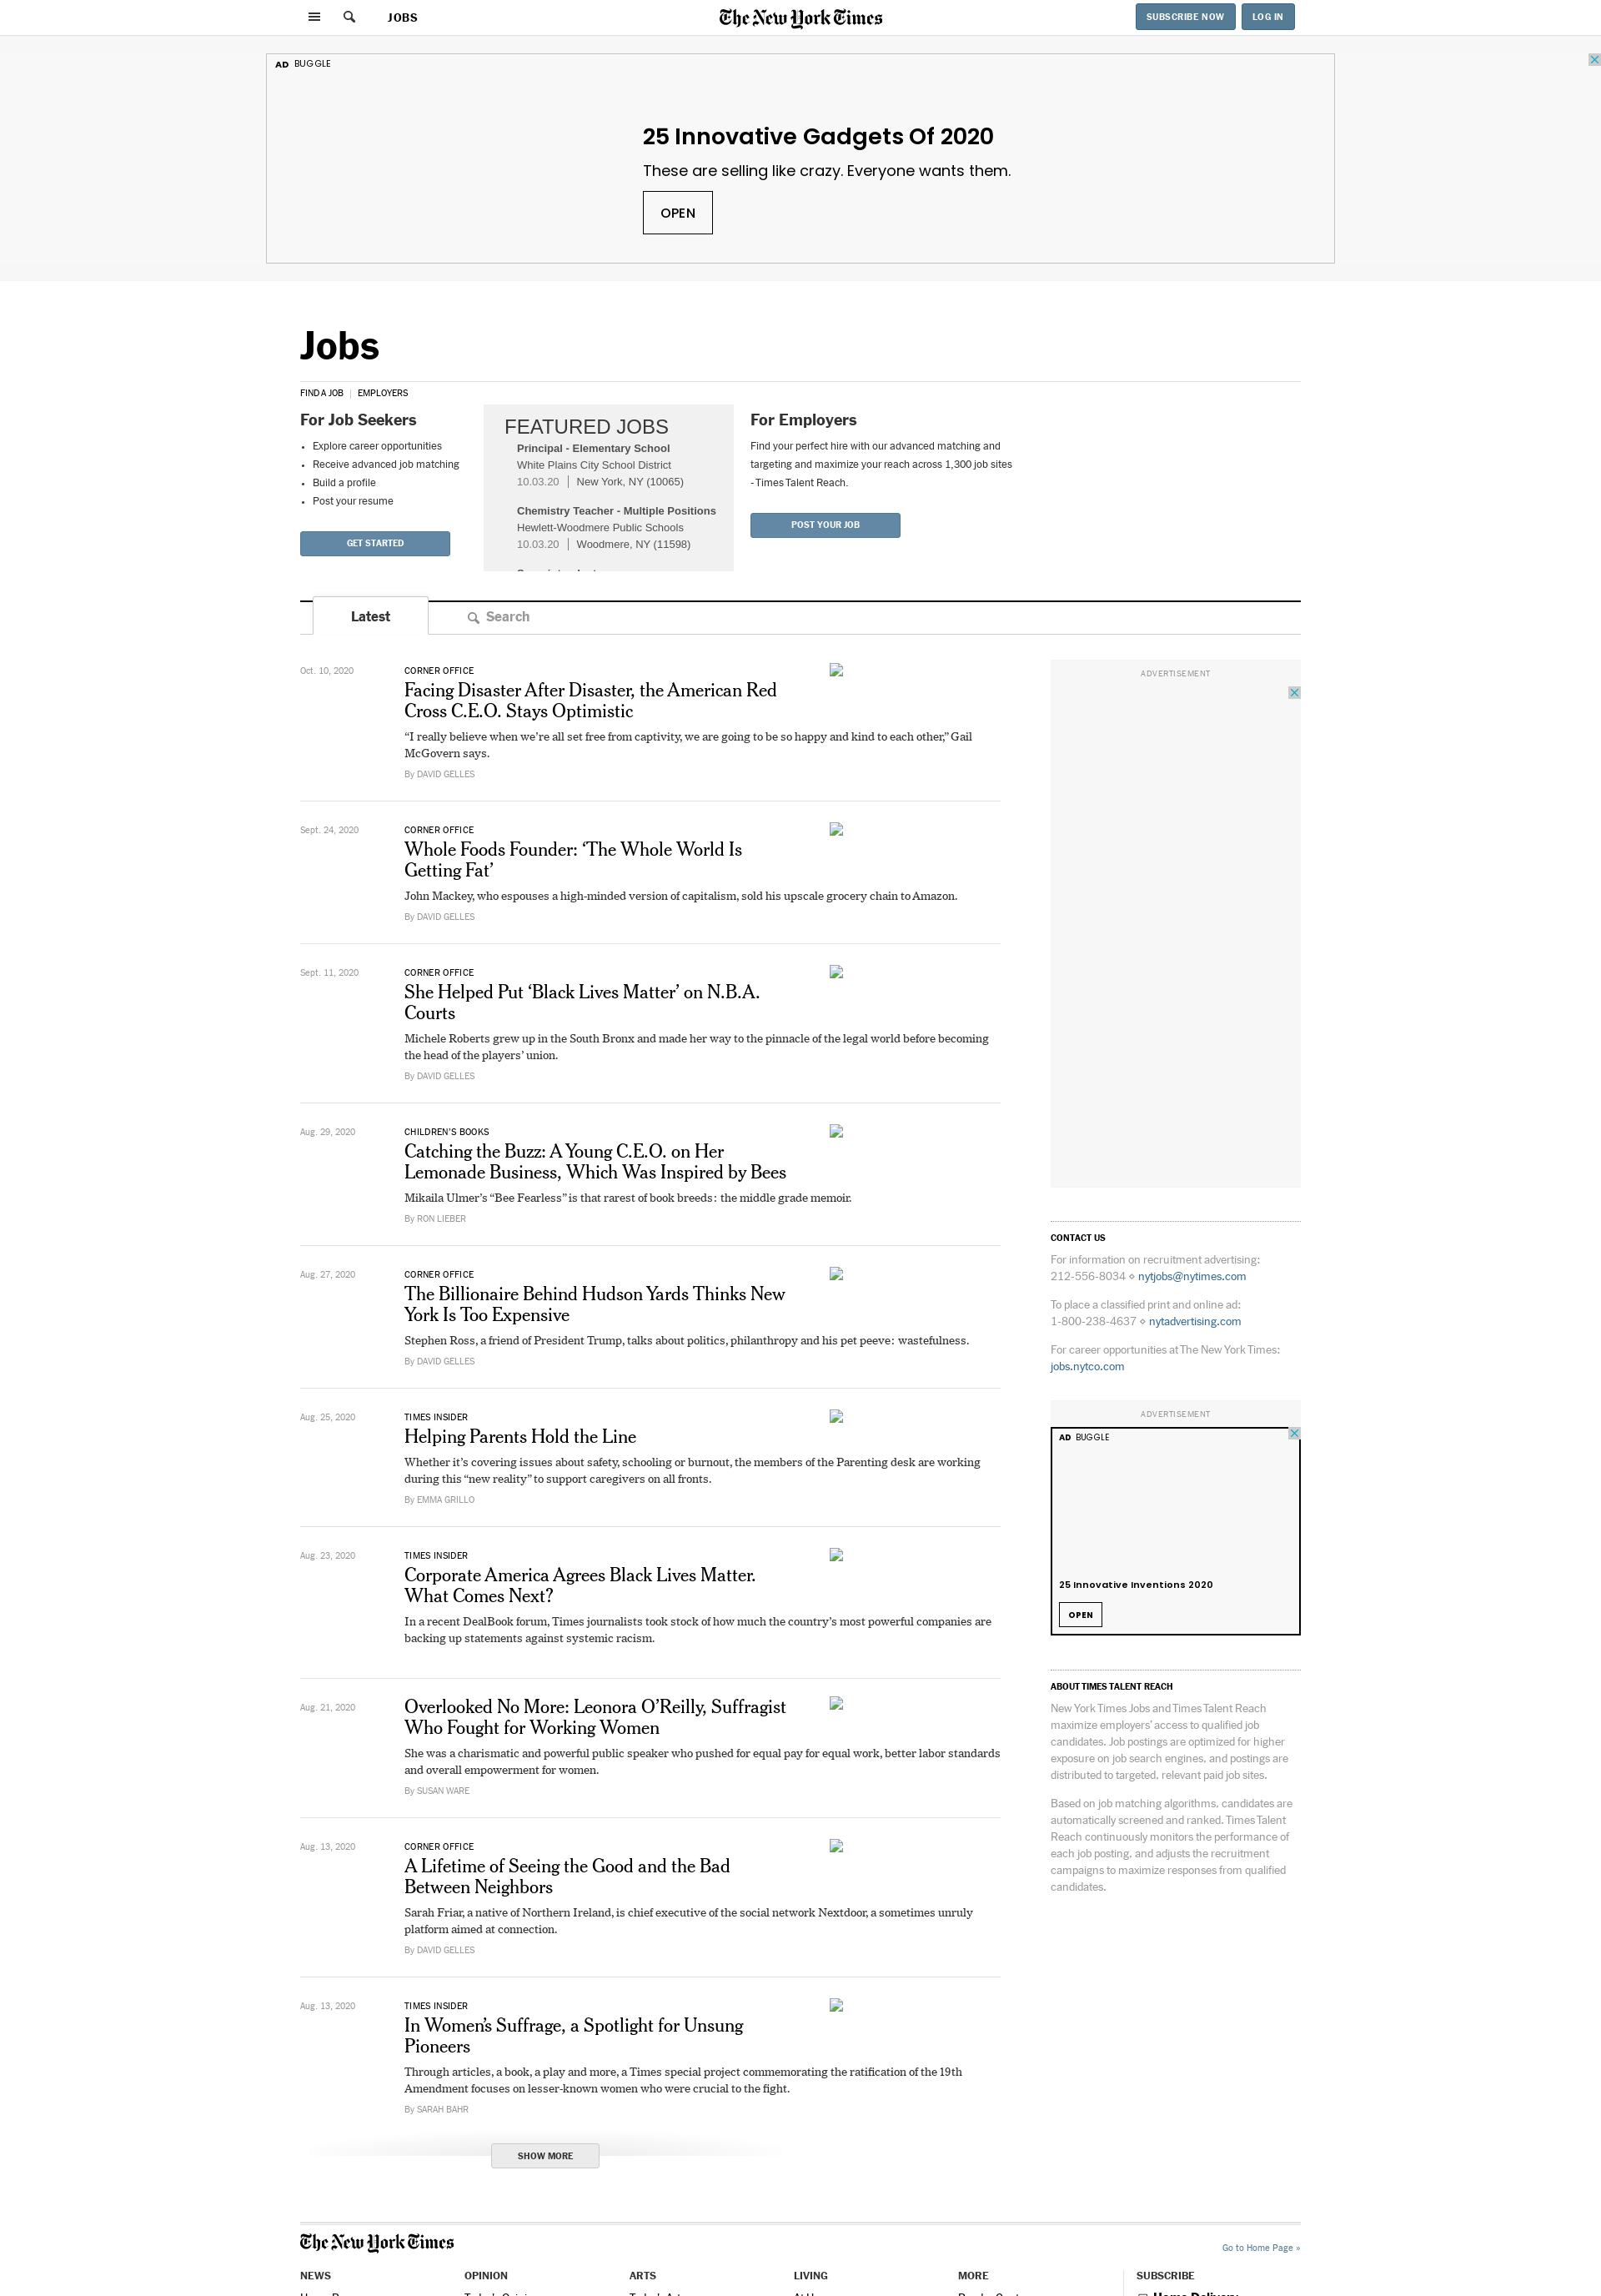 JOBS
The New York Times
SUBSCRIBE NOW
LOG IN
AD BUGGLE
25 Innovative Gadgets Of 2020
These are selling like crazy. Everyone wants them.
OPEN
Jobs
FIND A JOB
EMPLOYERS
For Job Seekers
• Explore career opportunities
• Receive advanced job matching
• Build a profile
• Post your resume
GET STARTED
FEATURED JOBS
Principal - Elementary School
White Plains City School District
10.03.20 | New York, NY (10065)
Chemistry Teacher - Multiple Positions
Hewlett-Woodmere Public Schools
10.03.20 | Woodmere, NY (11598)
For Employers
Find your perfect hire with our advanced matching and
targeting and maximize your reach across 1,300 job sites
- Times Talent Reach.
POST YOUR JOB
Latest
Search
Oct. 10, 2020
CORNER OFFICE
Facing Disaster After Disaster, the American Red
Cross C.E.O. Stays Optimistic
“I really believe when we’re all set free from captivity, we are going to be so happy and kind to each other,” Gail
McGovern says.
By DAVID GELLES
Sept. 24, 2020
CORNER OFFICE
Whole Foods Founder: ‘The Whole World Is
Getting Fat’
John Mackey, who espouses a high-minded version of capitalism, sold his upscale grocery chain to Amazon.
By DAVID GELLES
Sept. 11, 2020
CORNER OFFICE
She Helped Put ‘Black Lives Matter’ on N.B.A.
Courts
Michele Roberts grew up in the South Bronx and made her way to the pinnacle of the legal world before becoming
the head of the players’ union.
By DAVID GELLES
Aug. 29, 2020
CHILDREN’S BOOKS
Catching the Buzz: A Young C.E.O. on Her
Lemonade Business, Which Was Inspired by Bees
Mikaila Ulmer’s “Bee Fearless” is that rarest of book breeds: the middle grade memoir.
By RON LIEBER
Aug. 27, 2020
CORNER OFFICE
The Billionaire Behind Hudson Yards Thinks New
York Is Too Expensive
Stephen Ross, a friend of President Trump, talks about politics, philanthropy and his pet peeve: wastefulness.
By DAVID GELLES
Aug. 25, 2020
TIMES INSIDER
Helping Parents Hold the Line
Whether it’s covering issues about safety, schooling or burnout, the members of the Parenting desk are working
during this “new reality” to support caregivers on all fronts.
By EMMA GRILLO
Aug. 23, 2020
TIMES INSIDER
Corporate America Agrees Black Lives Matter.
What Comes Next?
In a recent DealBook forum, Times journalists took stock of how much the country’s most powerful companies are
backing up statements against systemic racism.
Aug. 21, 2020
Overlooked No More: Leonora O’Reilly, Suffragist
Who Fought for Working Women
She was a charismatic and powerful public speaker who pushed for equal pay for equal work, better labor standards
and overall empowerment for women.
By SUSAN WARE
Aug. 13, 2020
CORNER OFFICE
A Lifetime of Seeing the Good and the Bad
Between Neighbors
Sarah Friar, a native of Northern Ireland, is chief executive of the social network Nextdoor, a sometimes unruly
platform aimed at connection.
By DAVID GELLES
Aug. 13, 2020
TIMES INSIDER
In Women’s Suffrage, a Spotlight for Unsung
Pioneers
Through articles, a book, a play and more, a Times special project commemorating the ratification of the 19th
Amendment focuses on lesser-known women who were crucial to the fight.
By SARAH BAHR
SHOW MORE
ADVERTISEMENT
CONTACT US
For information on recruitment advertising:
212-556-8034 ⋄ nytjobs@nytimes.com
To place a classified print and online ad:
1-800-238-4637 ⋄ nytadvertising.com
For career opportunities at The New York Times:
jobs.nytco.com
ADVERTISEMENT
AD BUGGLE
25 Innovative Inventions 2020
OPEN
ABOUT TIMES TALENT REACH
New York Times Jobs and Times Talent Reach
maximize employers’ access to qualified job
candidates. Job postings are optimized for higher
exposure on job search engines, and postings are
distributed to targeted, relevant paid job sites.
Based on job matching algorithms, candidates are
automatically screened and ranked. Times Talent
Reach continuously monitors the performance of
each job posting, and adjusts the recruitment
campaigns to maximize responses from qualified
candidates.
The New York Times
Go to Home Page »
NEWS
OPINION
ARTS
LIVING
MORE
SUBSCRIBE